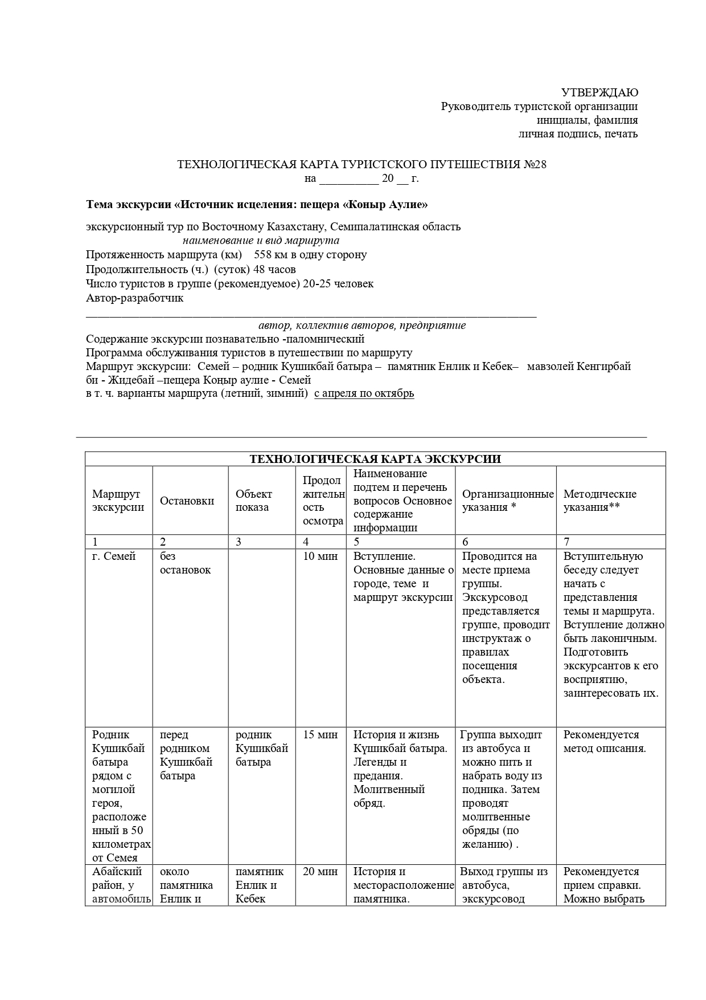 УТВЕРЖДАЮ
Руководитель туристской организации
инициалы, фамилия
личная подпись, печать
ТЕХНОЛОГИЧЕСКАЯ КАРТА ТУРИСТСКОГО ПУТЕШЕСТВИЯ №28
на __________ 20 __ г.
Тема экскурсии «Источник исцеления: пещера «Коныр Аулие»
экскурсионный тур по Восточному Казахстану, Семипалатинская область
наименование и вид маршрута
Протяженность маршрута (км) 558 км в одну сторону
Продолжительность (ч.) (суток) 48 часов
Число туристов в группе (рекомендуемое) 20-25 человек
Автор-разработчик
____________________________________________________________________________
автор, коллектив авторов, предприятие
Содержание экскурсии познавательно -паломнический
Программа обслуживания туристов в путешествии по маршруту
Маршрут экскурсии: Семей – родник Кушикбай батыра – памятник Енлик и Кебек– мавзолей Кенгирбай
би - Жидебай –пещера Коңыр аулие - Семей
в т. ч. варианты маршрута (летний, зимний) с апреля по октябрь
ТЕХНОЛОГИЧЕСКАЯ КАРТА ЭКСКУРСИИ
Маршрут
экскурсии
Остановки
Объект
показа
Продол
жительн
ость
осмотра
Наименование
подтем и перечень
вопросов Основное
содержание
информации
Организационные
указания *
Методические
указания**
1
2
3
4
5
6
7
г. Семей
без
остановок
10 мин
Вступление.
Основные данные о
городе, теме и
маршрут экскурсии
Проводится на
месте приема
группы.
Экскурсовод
представляется
группе, проводит
инструктаж о
правилах
посещения
объекта.
Вступительную
беседу следует
начать с
представления
темы и маршрута.
Вступление должно
быть лаконичным.
Подготовить
экскурсантов к его
восприятию,
заинтересовать их.
Родник
Кушикбай
батыра
рядом с
могилой
героя,
расположе
нный в 50
километрах
от Семея
перед
родником
Кушикбай
батыра
родник
Кушикбай
батыра
15 мин
История и жизнь
Күшикбай батыра.
Легенды и
предания.
Молитвенный
обряд.
Группа выходит
из автобуса и
можно пить и
набрать воду из
подника. Затем
проводят
молитвенные
обряды (по
желанию) .
Рекомендуется
метод описания.
Абайский
район, у
автомобиль
около
памятника
Енлик и
памятник
Енлик и
Кебек
20 мин
История и
месторасположение
памятника.
Выход группы из
автобуса,
экскурсовод
Рекомендуется
прием справки.
Можно выбрать